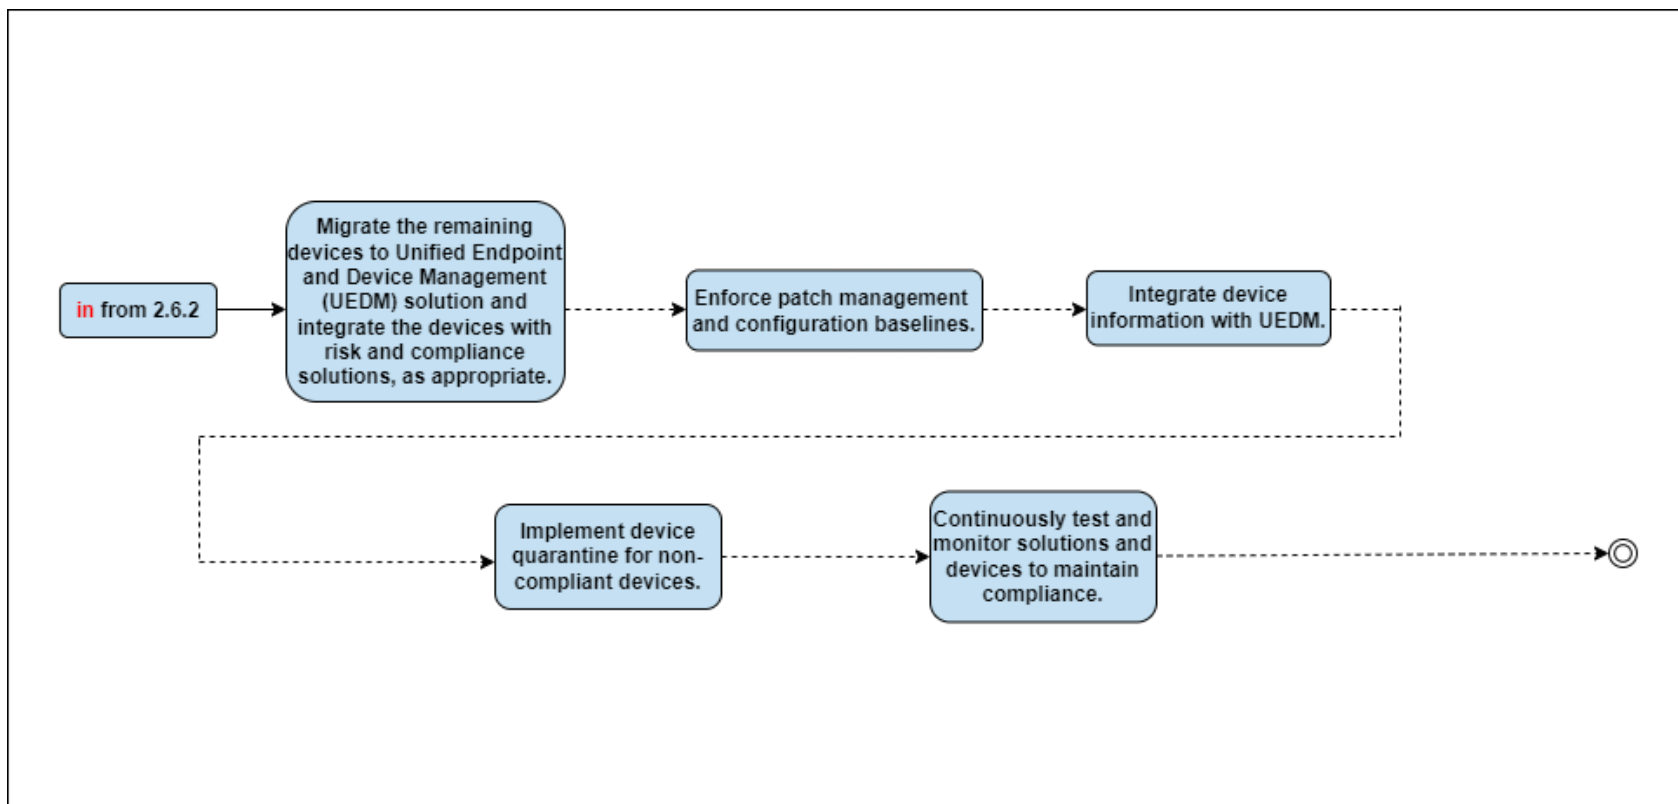 in from 2.6.2
Migrate the remaining
devices to Unified Endpoint
and Device Management
(UEDM) solution and
integrate the devices with
risk and compliance
solutions, as appropriate.
Enforce patch management
and configuration baselines.
Integrate device
information with UEDM.
Implement device
quarantine for non-
compliant devices.
Continuously test and
monitor solutions and
devices to maintain
compliance.